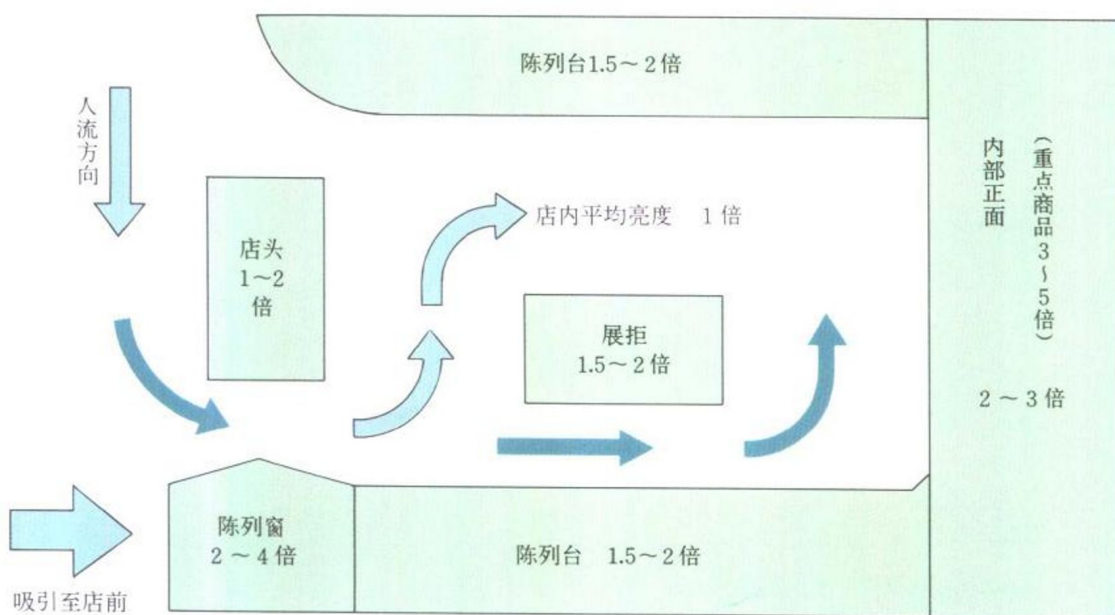 陈列台1.5～2倍
人流方向
内部正面
（重点商品3～5倍）
店内平均亮度 1倍
店头
1～2
倍
展拒
1.5～2倍
2～3倍
陈列窗
2～4倍
陈列台 1.5～2倍
吸引至店前